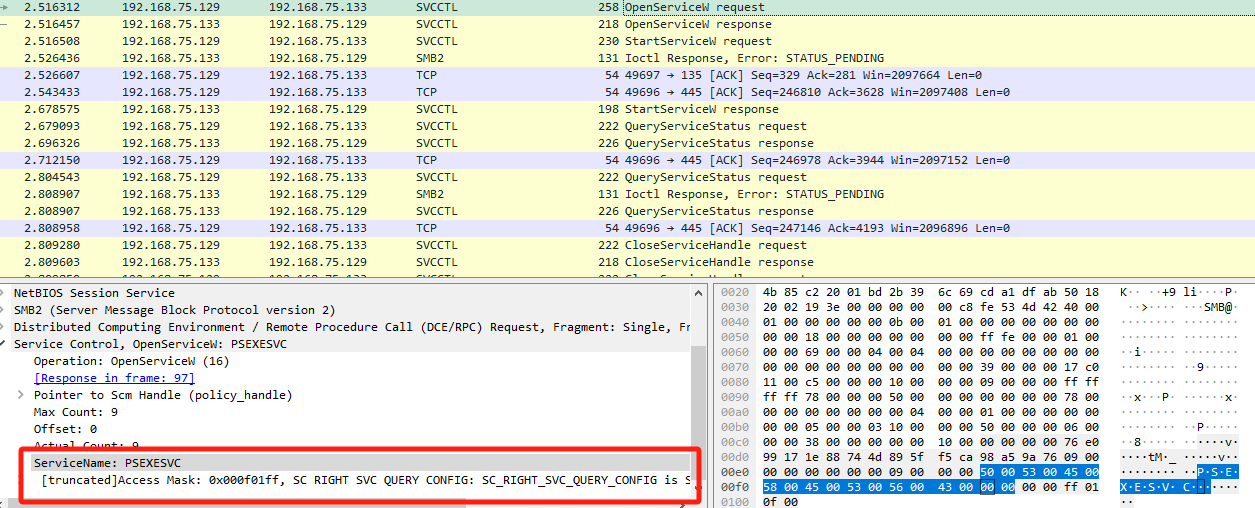 2.516312 192.168.75.129 192.168.75.133 SVCCTL 258 OpenServiceW request
2.516457 192.168.75.133 192.168.75.129 SVCCTL 218 OpenServiceW response
2.516508 192.168.75.129 192.168.75.133 SVCCTL 230 StartServiceW request
2.526436 192.168.75.133 192.168.75.129 SMB2 131 Ioctl Response, Error: STATUS_PENDING
2.526607 192.168.75.129 192.168.75.133 TCP 54 49697 → 135 [ACK] Seq=329 Ack=281 Win=2097664 Len=0
2.543433 192.168.75.129 192.168.75.133 TCP 54 49696 → 445 [ACK] Seq=246810 Ack=3628 Win=2097408 Len=0
2.678575 192.168.75.133 192.168.75.129 SVCCTL 198 StartServiceW response
2.679093 192.168.75.129 192.168.75.133 SVCCTL 222 QueryServiceStatus request
2.696326 192.168.75.133 192.168.75.129 SVCCTL 226 QueryServiceStatus response
2.712150 192.168.75.129 192.168.75.133 TCP 54 49696 → 445 [ACK] Seq=246978 Ack=3944 Win=2097152 Len=0
2.804543 192.168.75.129 192.168.75.133 SVCCTL 222 QueryServiceStatus request
2.808907 192.168.75.133 192.168.75.129 SMB2 131 Ioctl Response, Error: STATUS_PENDING
2.808907 192.168.75.133 192.168.75.129 SVCCTL 226 QueryServiceStatus response
2.808958 192.168.75.129 192.168.75.133 TCP 54 49696 → 445 [ACK] Seq=247146 Ack=4193 Win=2096896 Len=0
2.809280 192.168.75.129 192.168.75.133 SVCCTL 222 CloseServiceHandle request
2.809603 192.168.75.133 192.168.75.129 SVCCTL 218 CloseServiceHandle response
NetBIOS Session Service
SMB2 (Server Message Block Protocol version 2)
Distributed Computing Environment / Remote Procedure Call (DCE/RPC) Request, Fragment: Single, Fr
Service Control, OpenServiceW: PSEXESVC
Operation: OpenServiceW (16)
[Response in frame: 97]
Pointer to Scm Handle (policy_handle)
Max Count: 9
Offset: 0
Actual Count: 9
ServiceName: PSEXESVC
[truncated]Access Mask: 0x000f01ff, SC RIGHT SVC QUERY CONFIG: SC_RIGHT_SVC_QUERY_CONFIG is S
0020 4b 85 c2 20 01 bd 2b 39 6c 69 cd a1 df ab 50 18 K·· ··+9 li····P·
0030 20 02 19 3e 00 00 00 00 00 c8 fe 53 4d 42 40 00 ··>···· ···SMB@·
0040 01 00 00 00 00 00 0b 00 01 00 00 00 00 00 00 00
0050 00 00 18 00 00 00 00 00 00 00 ff fe 00 00 01 00
0060 00 00 69 00 00 04 00 04 00 00 00 00 00 00 00 00 ··i·····
0070 00 00 00 00 00 00 00 00 00 00 39 00 00 00 17 c0 ··9·····
0080 11 00 c5 00 00 00 10 00 00 00 09 00 00 00 ff ff
0090 ff ff 78 00 00 00 50 00 00 00 00 00 00 00 78 00 ··x···P· ······x·
00a0 00 00 00 00 00 00 00 04 00 00 01 00 00 00 00 00
00b0 00 00 05 00 00 03 10 00 00 00 50 00 00 00 06 00 ··P·····
00c0 00 00 38 00 00 00 00 00 10 00 00 00 00 00 76 e0 ··8····· ······v·
00d0 99 17 1e 88 74 4d 89 5f f5 ca 98 a5 9a 76 09 00 ····tM·_ ·····v··
00e0 00 00 00 00 00 00 09 00 00 00 50 00 53 00 45 00 ··P·S·E·
00f0 58 00 45 00 53 00 56 00 43 00 00 00 00 00 ff 01 X·E·S·V· C·······
0100 0f 00